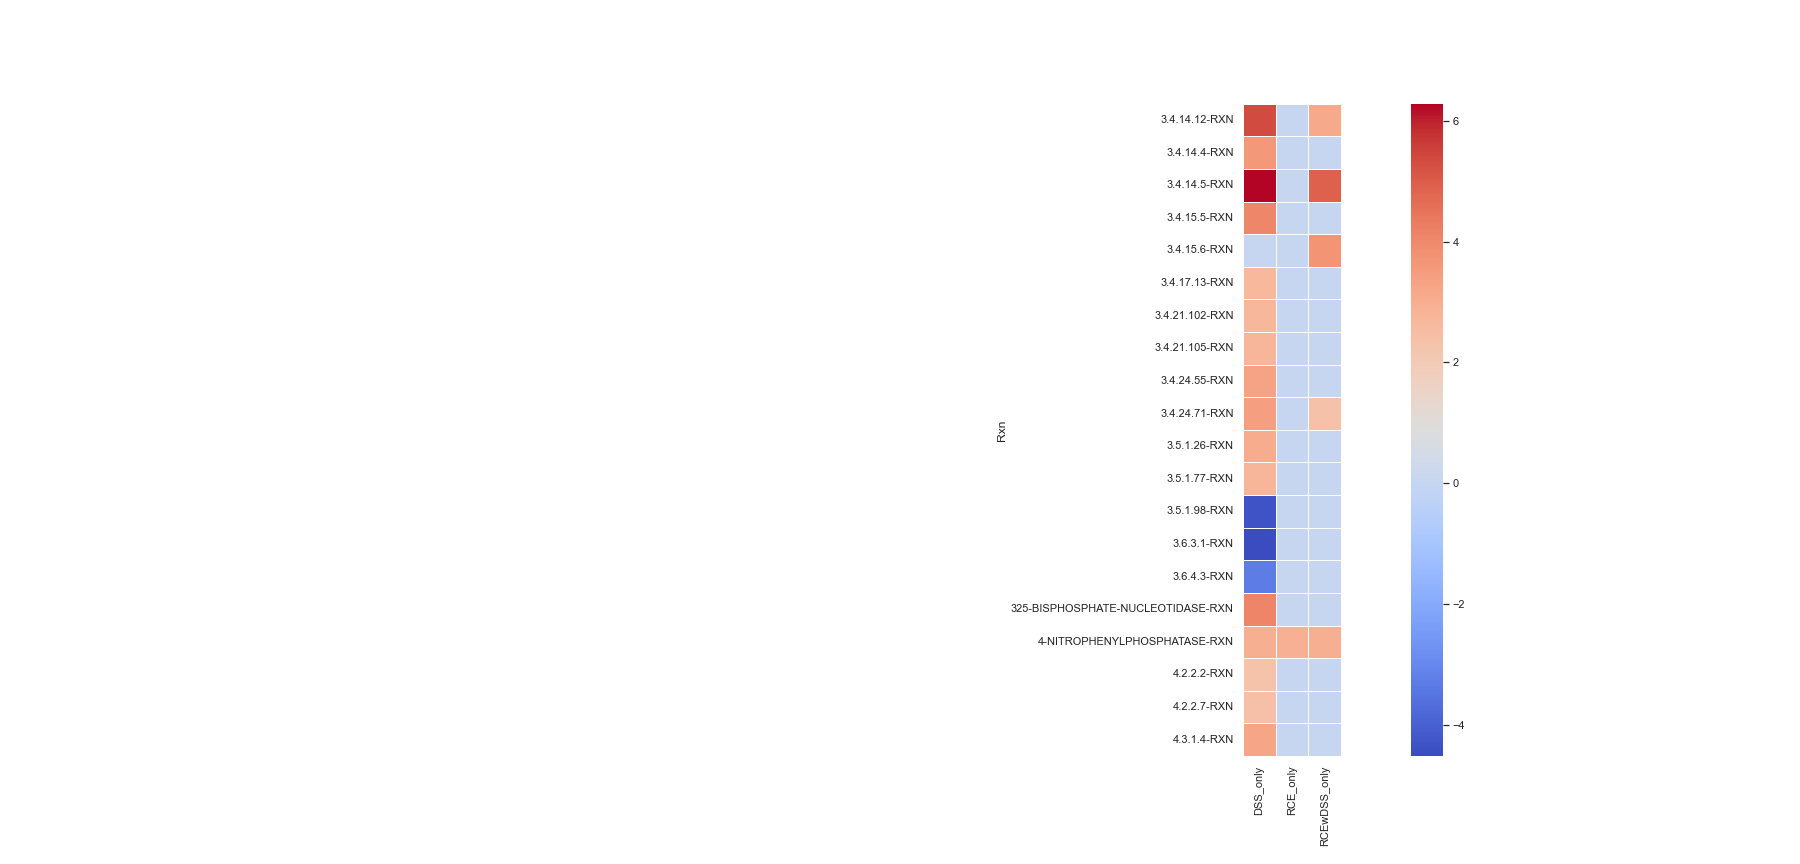 Rxn
3.4.14.12-RXN
3.4.14.4-RXN
3.4.14.5-RXN
3.4.15.5-RXN
3.4.15.6-RXN
3.4.17.13-RXN
3.4.21.102-RXN
3.4.21.105-RXN
3.4.24.55-RXN
3.4.24.71-RXN
3.5.1.26-RXN
3.5.1.77-RXN
3.5.1.98-RXN
3.6.3.1-RXN
3.6.4.3-RXN
325-BISPHOSPHATE-NUCLEOTIDASE-RXN
4-NITROPHENYLPHOSPHATASE-RXN
4.2.2.2-RXN
4.2.2.7-RXN
4.3.1.4-RXN
DSS_only
RCE_only
RCEwDSS_only
6
4
2
0
−2
−4